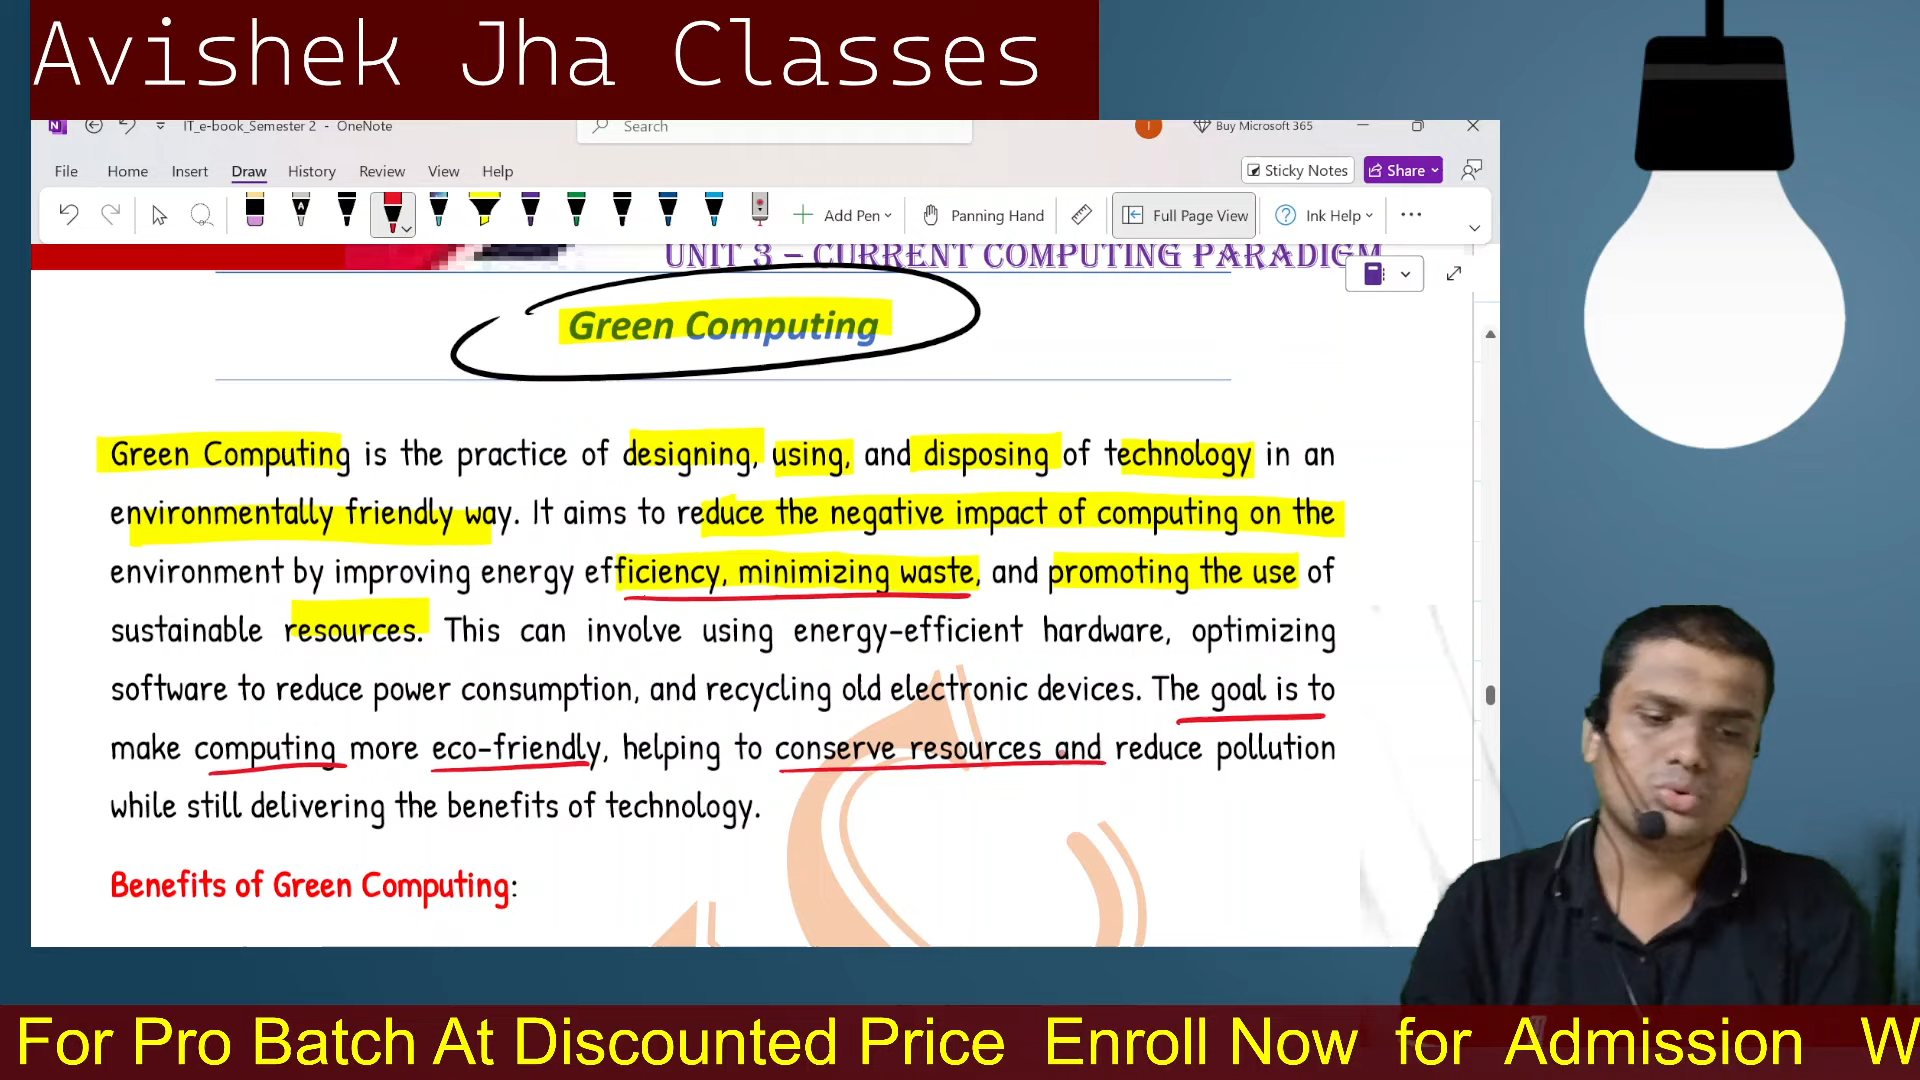 Avishek Jha Classes
IT_e-book_Semester 2 - OneNote
Search
Buy Microsoft 365
File Home Insert Draw History Review View Help
Sticky Notes
Share
Add Pen
Panning Hand
Full Page View
Ink Help
UNIT 3 – CURRENT COMPUTING PARADIGM
Green Computing
Green Computing is the practice of designing, using, and disposing of technology in an
environmentally friendly way. It aims to reduce the negative impact of computing on the
environment by improving energy efficiency, minimizing waste, and promoting the use of
sustainable resources. This can involve using energy-efficient hardware, optimizing
software to reduce power consumption, and recycling old electronic devices. The goal is to
make computing more eco-friendly, helping to conserve resources and reduce pollution
while still delivering the benefits of technology.
Benefits of Green Computing:
For Pro Batch At Discounted Price Enroll Now for Admission W